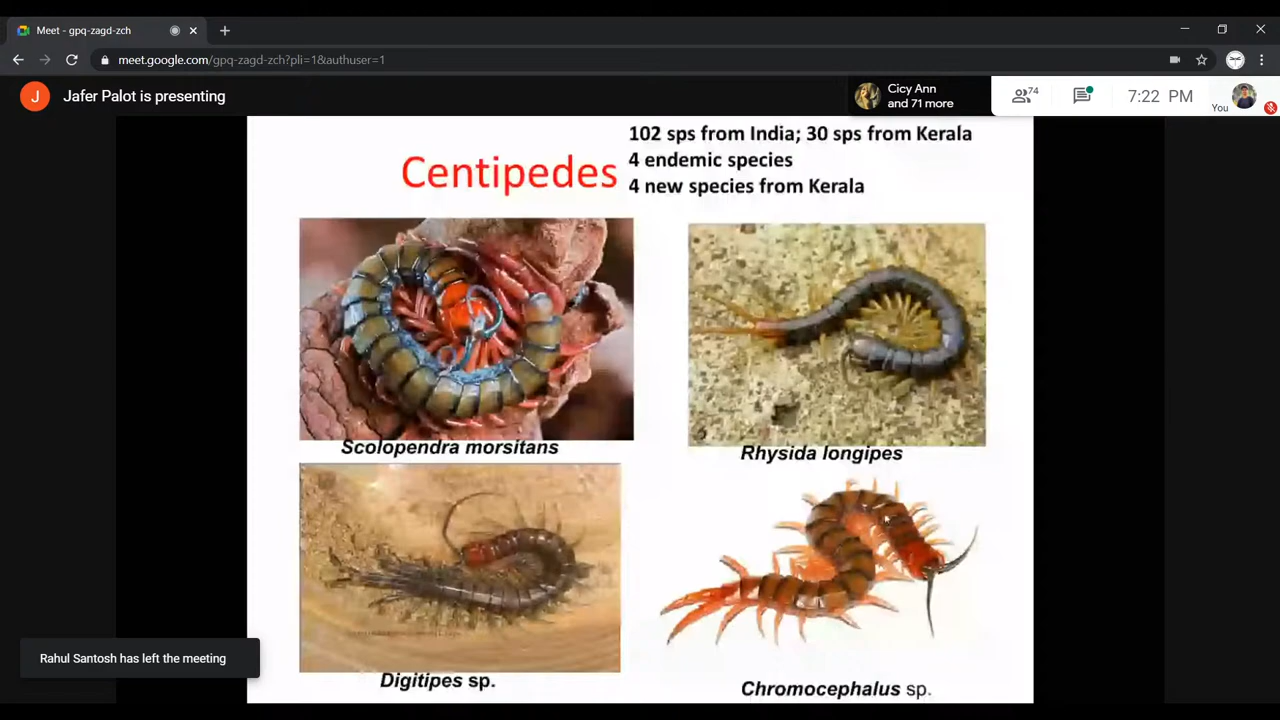 Meet - gpq-zagd-zch
meet.google.com/gpq-zagd-zch?pli=1&authuser=1
J
Jafer Palot is presenting
Cicy Ann
and 71 more
74
7:22 PM
You
102 sps from India; 30 sps from Kerala
Centipedes
4 endemic species
4 new species from Kerala
Scolopendra morsitans
Rhysida longipes
Digitipes sp.
Chromocephalus sp.
Rahul Santosh has left the meeting